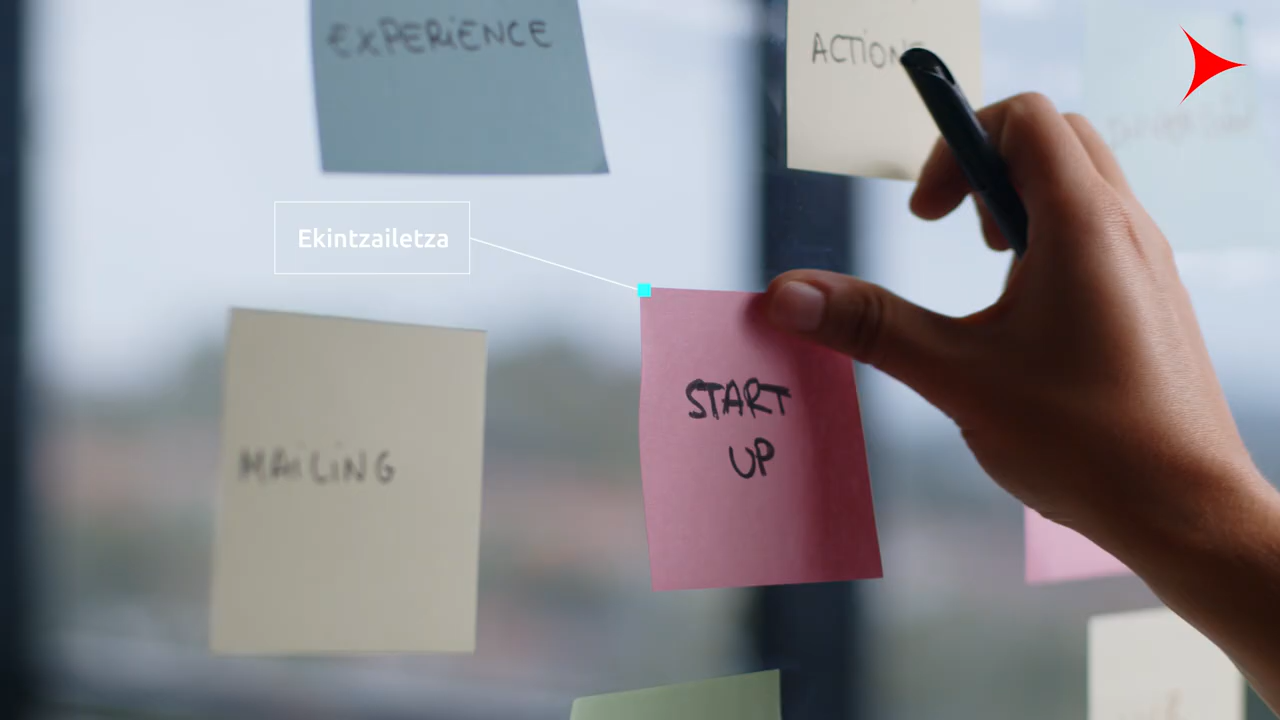 EXPERIENCE
ACTION
Ekintzailetza
MAILING
START
UP